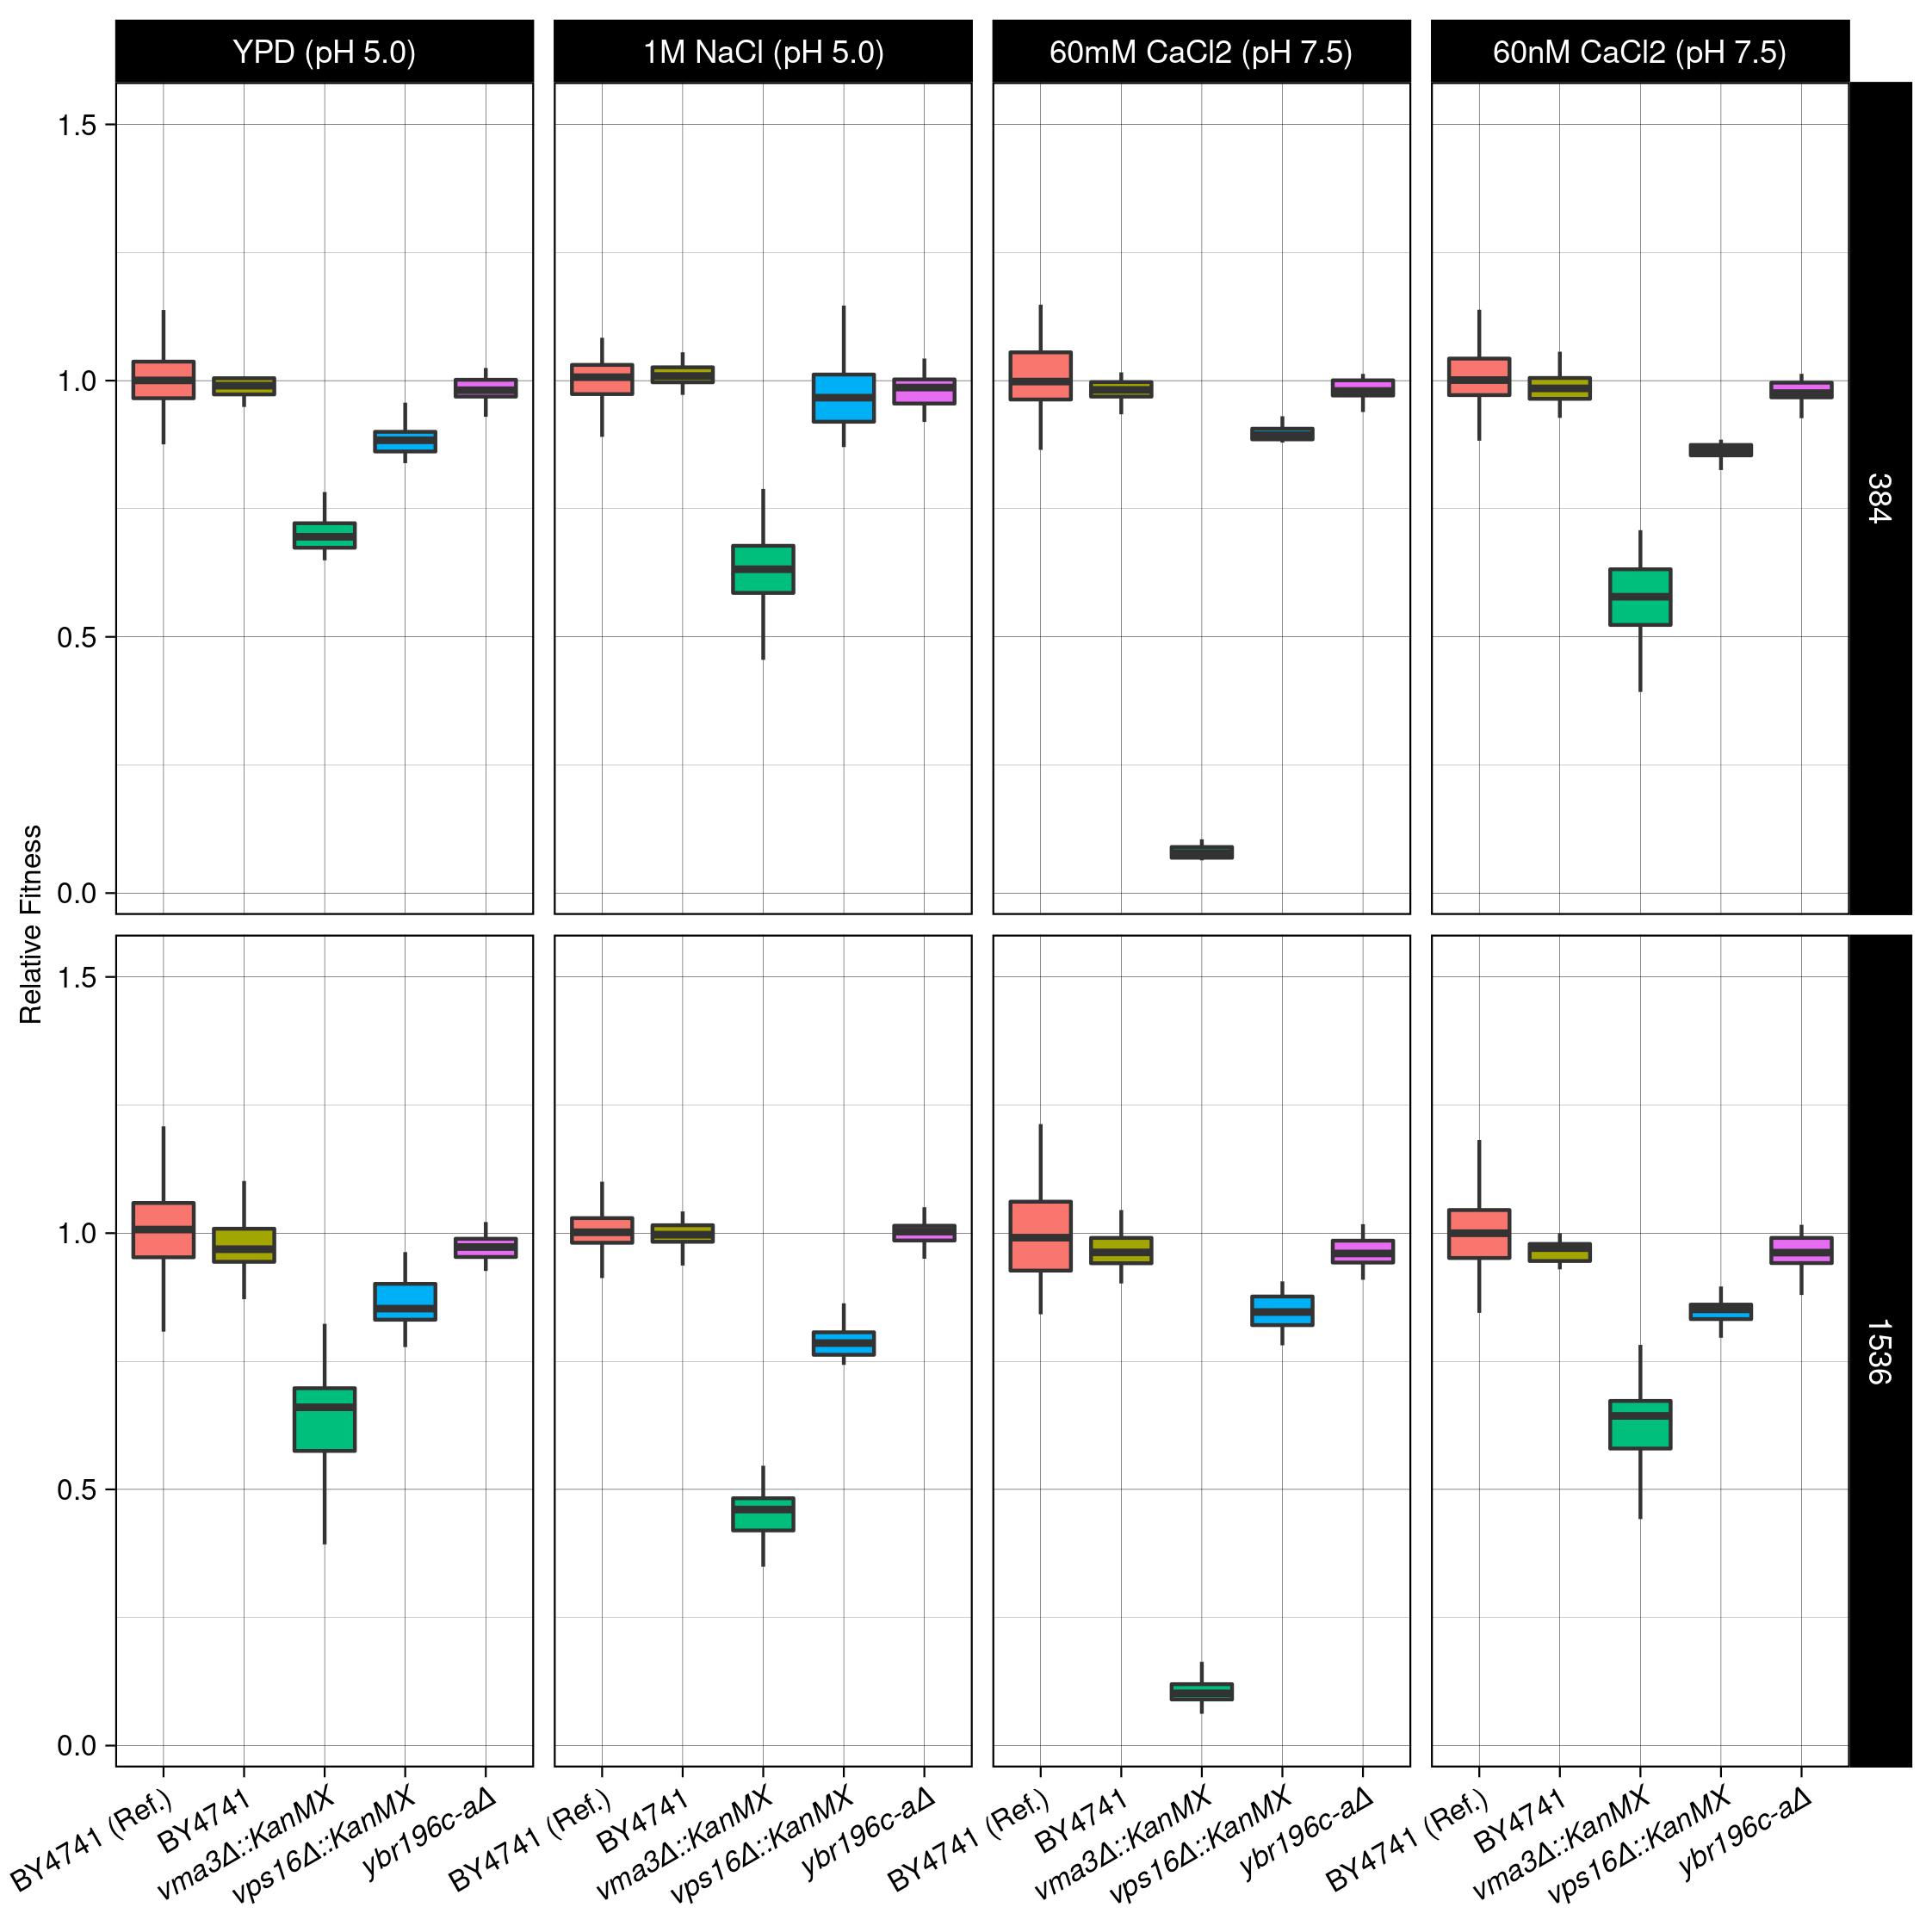 YPD (pH 5.0)
1M NaCl (pH 5.0)
60mM CaCl2 (pH 7.5)
60nM CaCl2 (pH 7.5)
1.5
1.0
0.5
0.0
384
Relative Fitness
1.5
1.0
0.5
0.0
1536
BY4741 (Ref.)
BY4741
vma3Δ::KanMX
vps16Δ::KanMX
ybr196c-aΔ
BY4741 (Ref.)
BY4741
vma3Δ::KanMX
vps16Δ::KanMX
ybr196c-aΔ
BY4741 (Ref.)
BY4741
vma3Δ::KanMX
vps16Δ::KanMX
ybr196c-aΔ
BY4741 (Ref.)
BY4741
vma3Δ::KanMX
vps16Δ::KanMX
ybr196c-aΔ